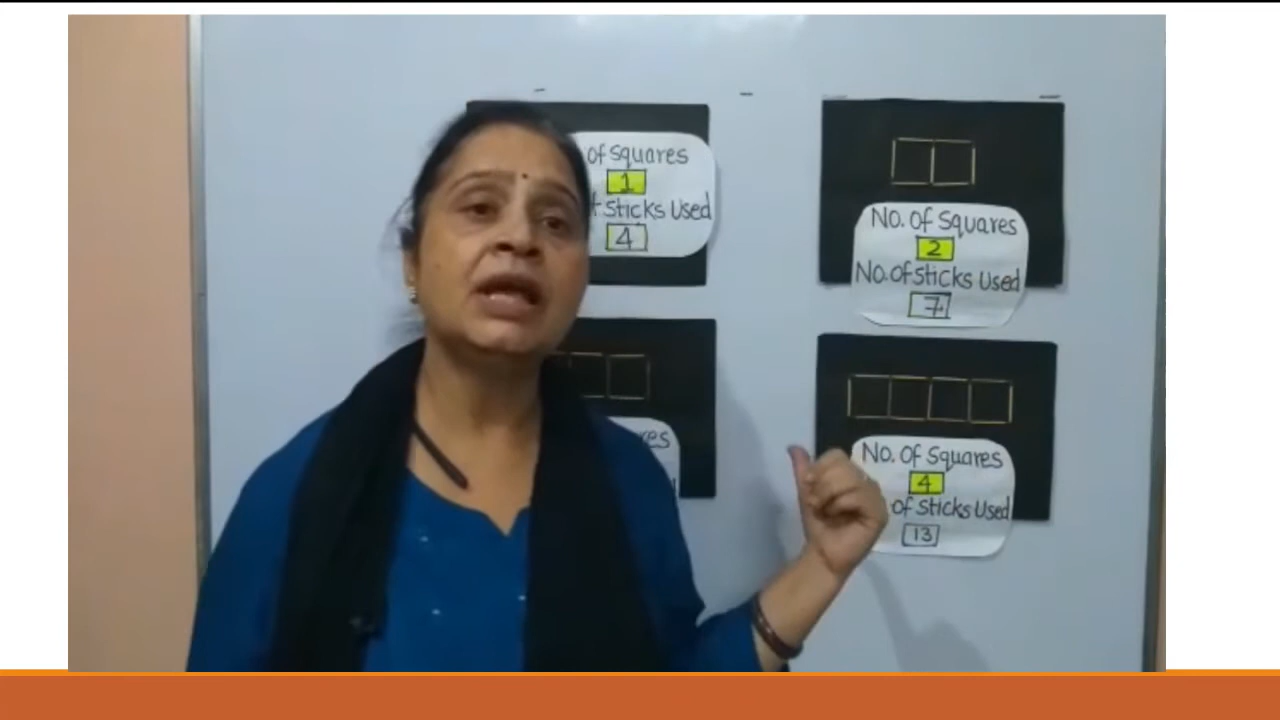 of Squares
1
Sticks Used
4
No. Of Squares
2
No. of sticks Used
7
No. Of Squares
4
of sticks Used
13